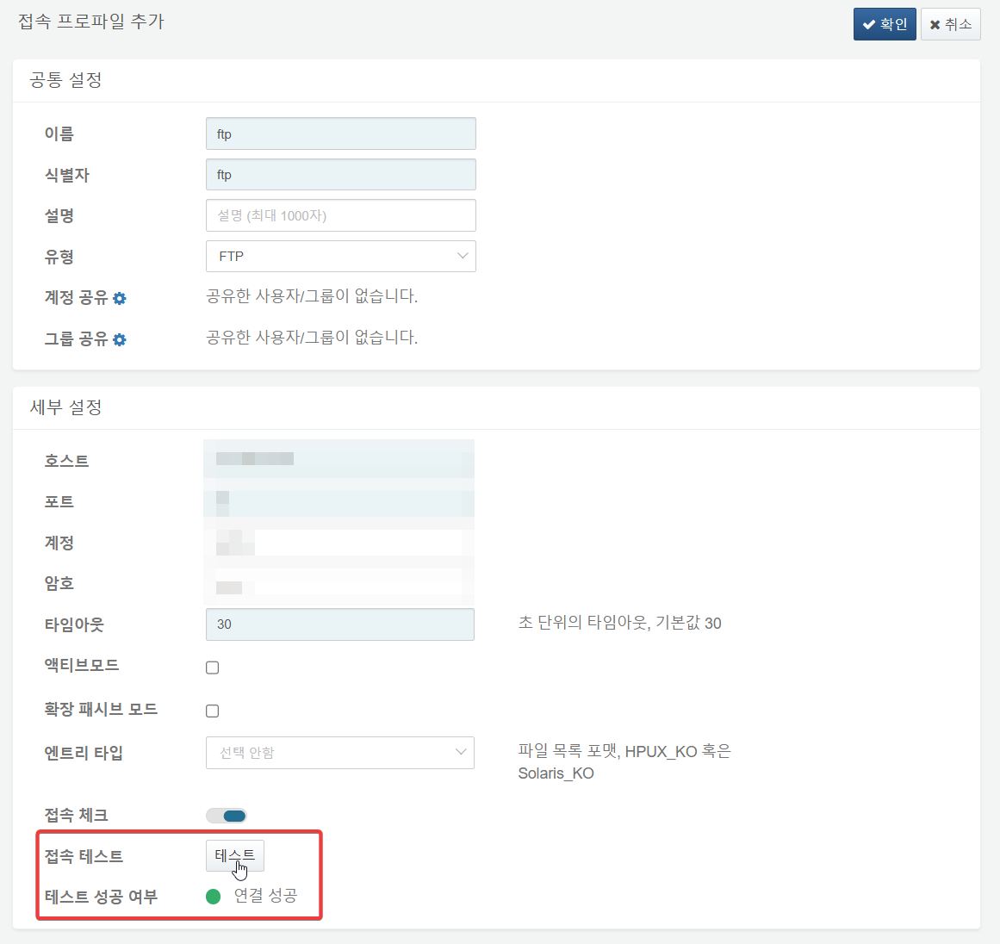 접속 프로파일 추가
확인
취소
공통 설정
이름
ftp
식별자
ftp
설명
설명 (최대 1000자)
유형
FTP
계정 공유
공유한 사용자/그룹이 없습니다.
그룹 공유
공유한 사용자/그룹이 없습니다.
세부 설정
호스트
포트
계정
암호
타임아웃
30
초 단위의 타임아웃, 기본값 30
액티브모드
확장 패시브 모드
엔트리 타입
선택 안함
파일 목록 포맷, HPUX_KO 혹은
Solaris_KO
접속 체크
접속 테스트
테스트
테스트 성공 여부
연결 성공